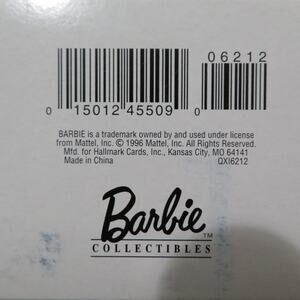 06212
0 15012 45509
BARBIE is a trademark owned by and used under license
from Mattel, Inc. © 1996 Mattel, Inc. All Rights Reserved.
Mfd. for Hallmark Cards, Inc., Kansas City, MO 64141
Made in China QXI6212
Barbie™
COLLECTIBLES